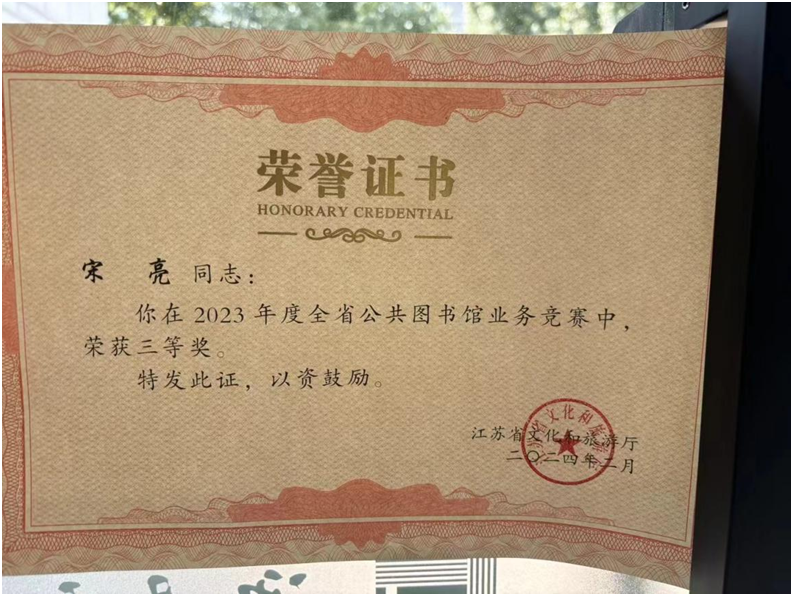 荣誉证书
HONORARY CREDENTIAL
宋 亮 同志：
你在 2023 年度全省公共图书馆业务竞赛中，
荣获三等奖。
特发此证，以资鼓励。
江苏省文化和旅游厅
二〇二四年二月